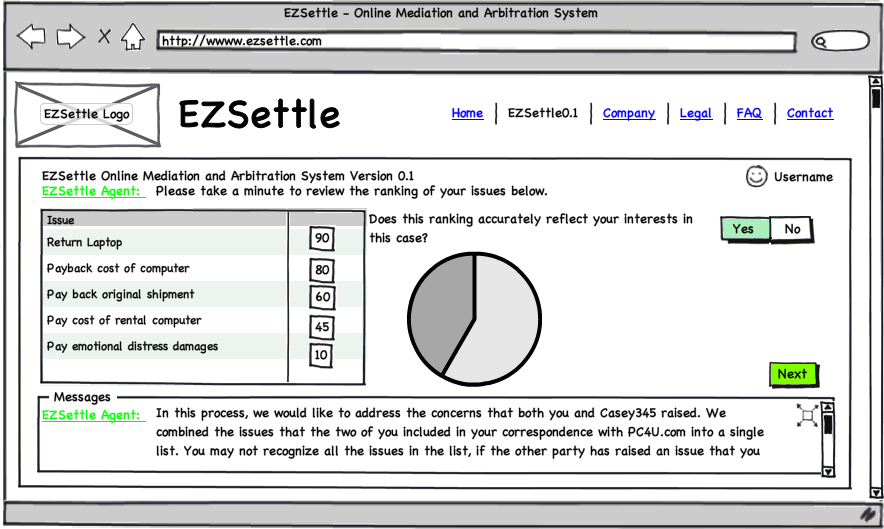 EZSettle – Online Mediation and Arbitration System
http://wwww.ezsettle.com
EZSettle Logo
EZSettle
Home | EZSettle0.1 | Company | Legal | FAQ | Contact
EZSettle Online Mediation and Arbitration System Version 0.1
Username
EZSettle Agent: Please take a minute to review the ranking of your issues below.
Issue
Return Laptop 90
Payback cost of computer 80
Pay back original shipment 60
Pay cost of rental computer 45
Pay emotional distress damages 10
Does this ranking accurately reflect your interests in
this case?
Yes No
Next
Messages
EZSettle Agent: In this process, we would like to address the concerns that both you and Casey345 raised. We
combined the issues that the two of you included in your correspondence with PC4U.com into a single
list. You may not recognize all the issues in the list, if the other party has raised an issue that you